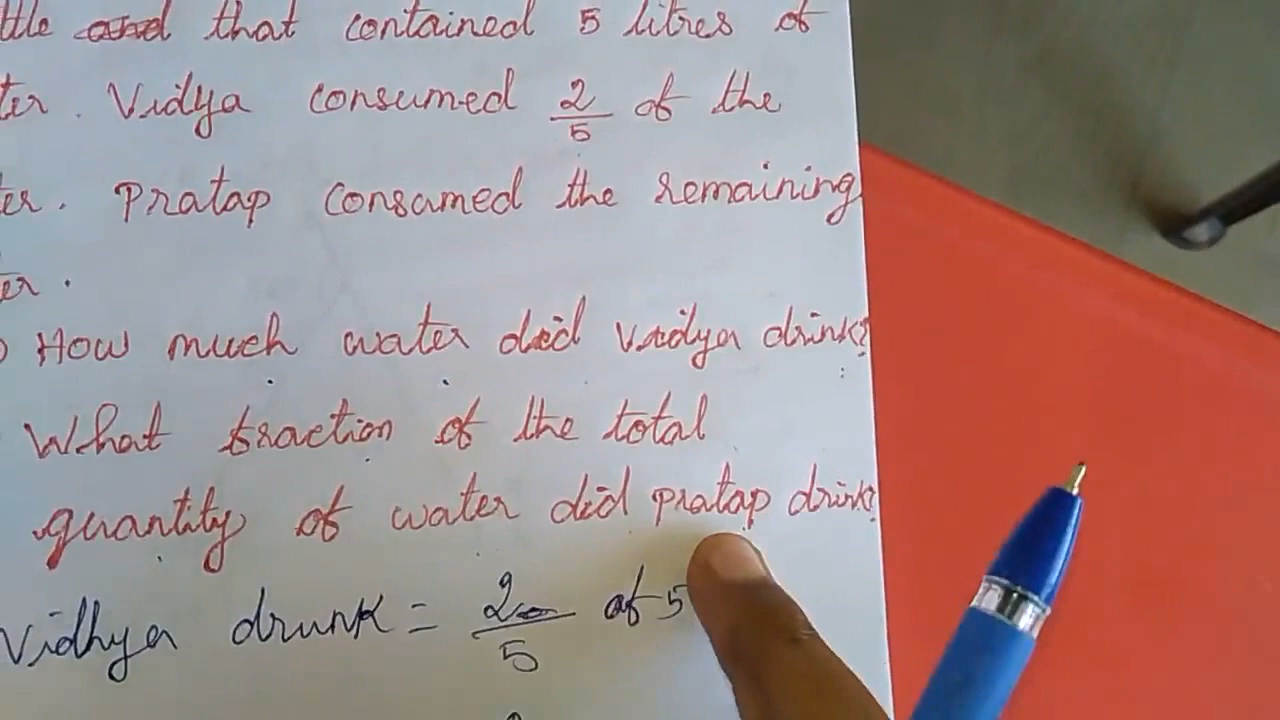 ttle that contained 5 litres of
ter. Vidya consumed 2/5 of the
ter. Pratap consumed the remaining
ter.
) How much water did Vidya drink?
What fraction of the total
quantity of water did pratap drink?
Vidhya drunk = 2/5 of 5